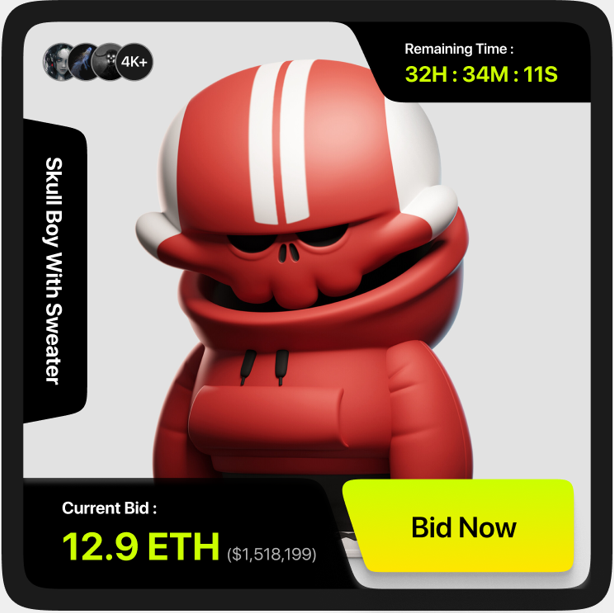 4K+
Remaining Time :
32H : 34M : 11S
Skull Boy With Sweater
Current Bid :
12.9 ETH ($1,518,199)
Bid Now